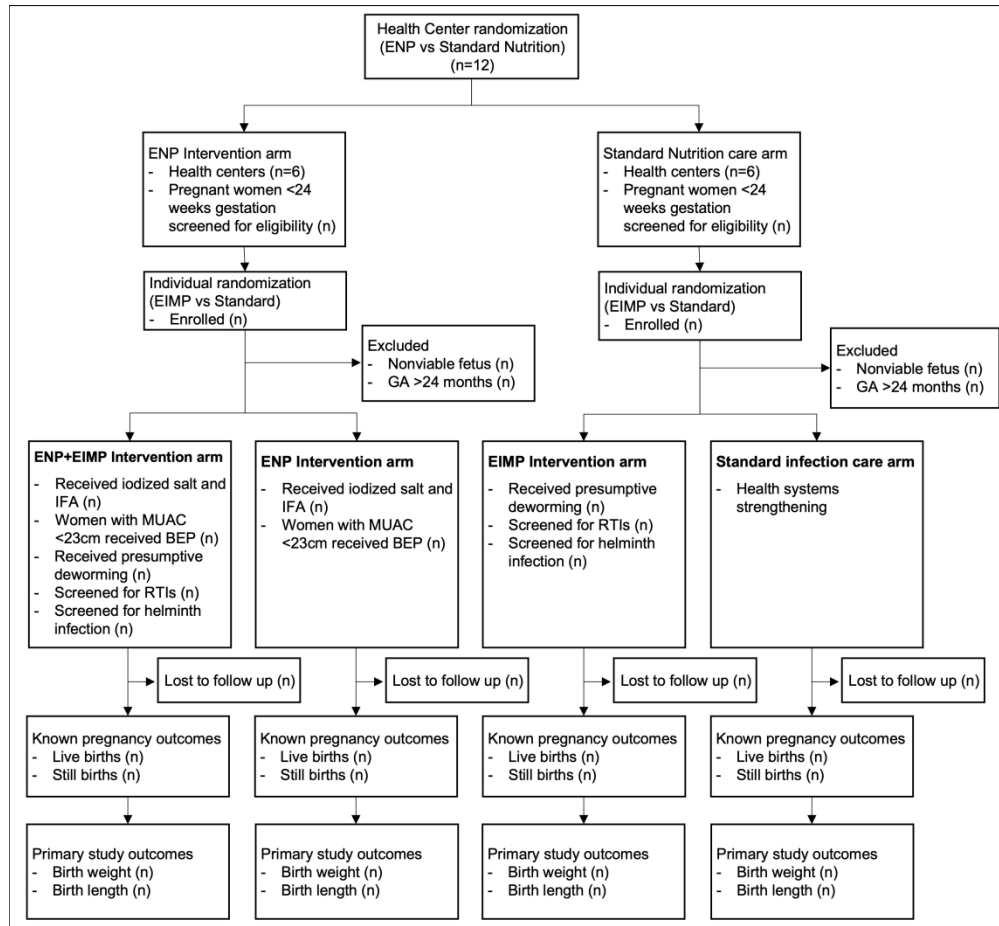 Health Center randomization
(ENP vs Standard Nutrition)
(n=12)
ENP Intervention arm
- Health centers (n=6)
- Pregnant women <24
weeks gestation
screened for eligibility (n)
Standard Nutrition care arm
- Health centers (n=6)
- Pregnant women <24
weeks gestation
screened for eligibility (n)
Individual randomization
(EIMP vs Standard)
- Enrolled (n)
Individual randomization
(EIMP vs Standard)
- Enrolled (n)
Excluded
- Nonviable fetus (n)
- GA >24 months (n)
Excluded
- Nonviable fetus (n)
- GA >24 months (n)
ENP+EIMP Intervention arm
- Received iodized salt and
IFA (n)
- Women with MUAC
<23cm received BEP (n)
- Received presumptive
deworming (n)
- Screened for RTIs (n)
- Screened for helminth
infection (n)
ENP Intervention arm
- Received iodized salt and
IFA (n)
- Women with MUAC
<23cm received BEP (n)
EIMP Intervention arm
- Received presumptive
deworming (n)
- Screened for RTIs (n)
- Screened for helminth
infection (n)
Standard infection care arm
- Health systems
strengthening
Lost to follow up (n)
Lost to follow up (n)
Lost to follow up (n)
Lost to follow up (n)
Known pregnancy outcomes
- Live births (n)
- Still births (n)
Known pregnancy outcomes
- Live births (n)
- Still births (n)
Known pregnancy outcomes
- Live births (n)
- Still births (n)
Known pregnancy outcomes
- Live births (n)
- Still births (n)
Primary study outcomes
- Birth weight (n)
- Birth length (n)
Primary study outcomes
- Birth weight (n)
- Birth length (n)
Primary study outcomes
- Birth weight (n)
- Birth length (n)
Primary study outcomes
- Birth weight (n)
- Birth length (n)